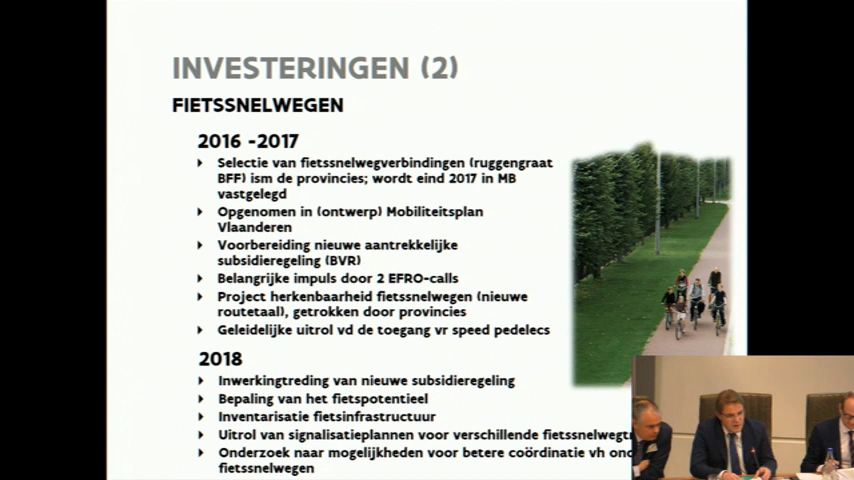 INVESTERINGEN (2)
FIETSSNELWEGEN
2016 -2017
Selectie van fietssnelwegverbindingen (ruggengraat
BFF) ism de provincies; wordt eind 2017 in MB
vastgelegd
Opgenomen in (ontwerp) Mobiliteitsplan
Vlaanderen
Voorbereiding nieuwe aantrekkelijke
subsidieregeling (BVR)
Belangrijke impuls door 2 EFRO-calls
Project herkenbaarheid fietssnelwegen (nieuwe
routetaal), getrokken door provincies
Geleidelijke uitrol vd de toegang vr speed pedelecs
2018
Inwerkingtreding van nieuwe subsidieregeling
Bepaling van het fietspotentieel
Inventarisatie fietsinfrastructuur
Uitrol van signalisatieplannen voor verschillende
Onderzoek naar mogelijkheden voor betere coördinatie vh
fietssnelwegen